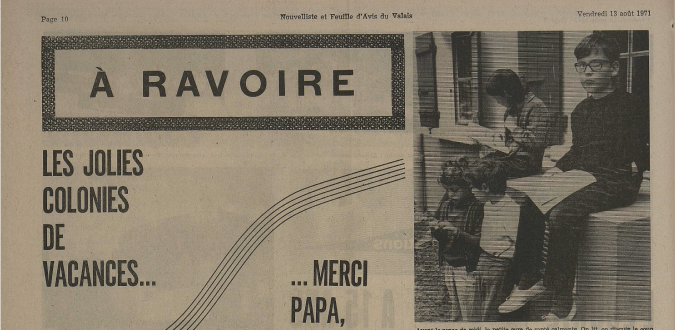 Page 10
Nouvelliste et Feuille d'Avis du Valais
Vendredi 13 août 1971
À RAVOIRE
LES JOLIES
COLONIES
DE
VACANCES...
... MERCI
PAPA,